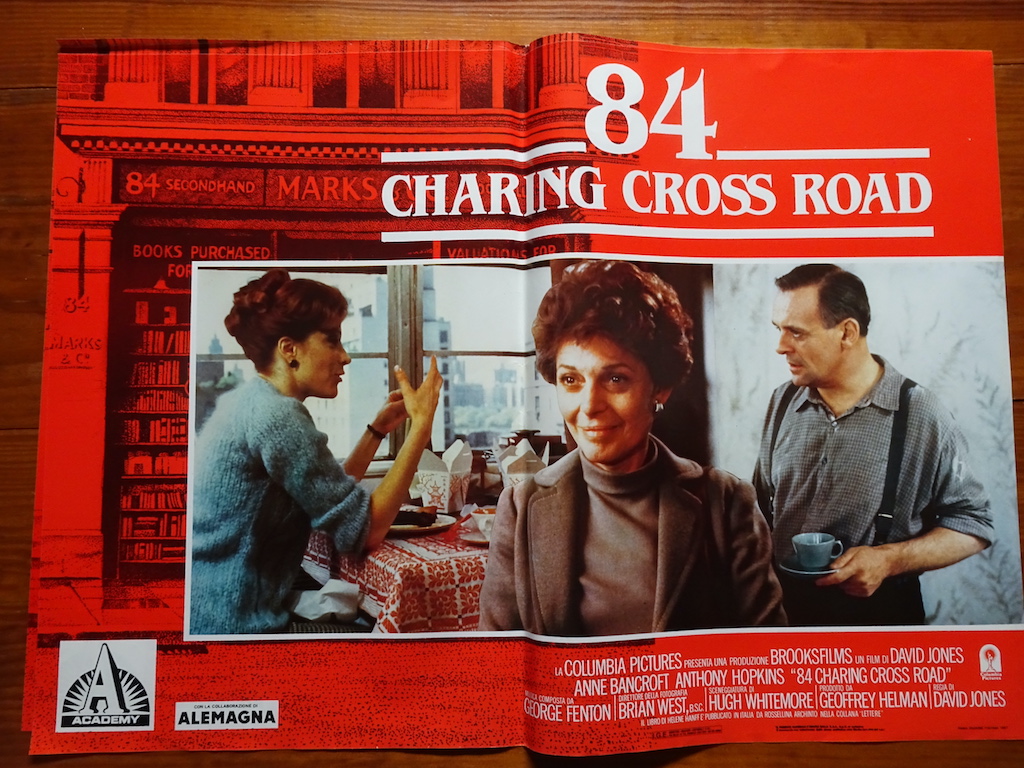 84
CHARING CROSS ROAD
84 SECONDHAND MARKS
BOOKS PURCHASED
FOR
VALUATIONS FOR
84
MARKS
& Cº
LA COLUMBIA PICTURES PRESENTA UNA PRODUZIONE BROOKSFILMS UN FILM DI DAVID JONES
ANNE BANCROFT ANTHONY HOPKINS "84 CHARING CROSS ROAD"
COMPOSTA DA GEORGE FENTON DIRETTORE DELLA FOTOGRAFIA BRIAN WEST, B.S.C. SCENEGGIATURA DI HUGH WHITEMORE PRODOTTO DA GEOFFREY HELMAN REGIA DI DAVID JONES
IL LIBRO DI HELENE HANFF È PUBBLICATO IN ITALIA DA ROSELLINA ARCHINTO NELLA COLLANA "LETTERE"
Columbia
Pictures
A
ACADEMY
CON LA COLLABORAZIONE DI
ALEMAGNA